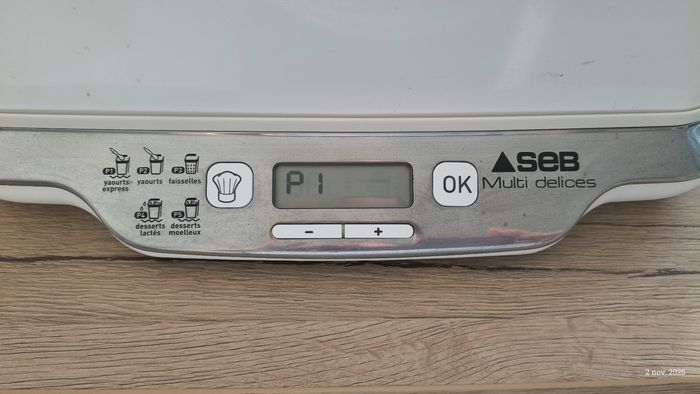 P1
yaourts
express
P2
yaourts
P3
faisselles
P4
desserts
lactés
P5
desserts
moelleux
P1
-
+
OK
SEB
Multi delices
2 nov. 2025